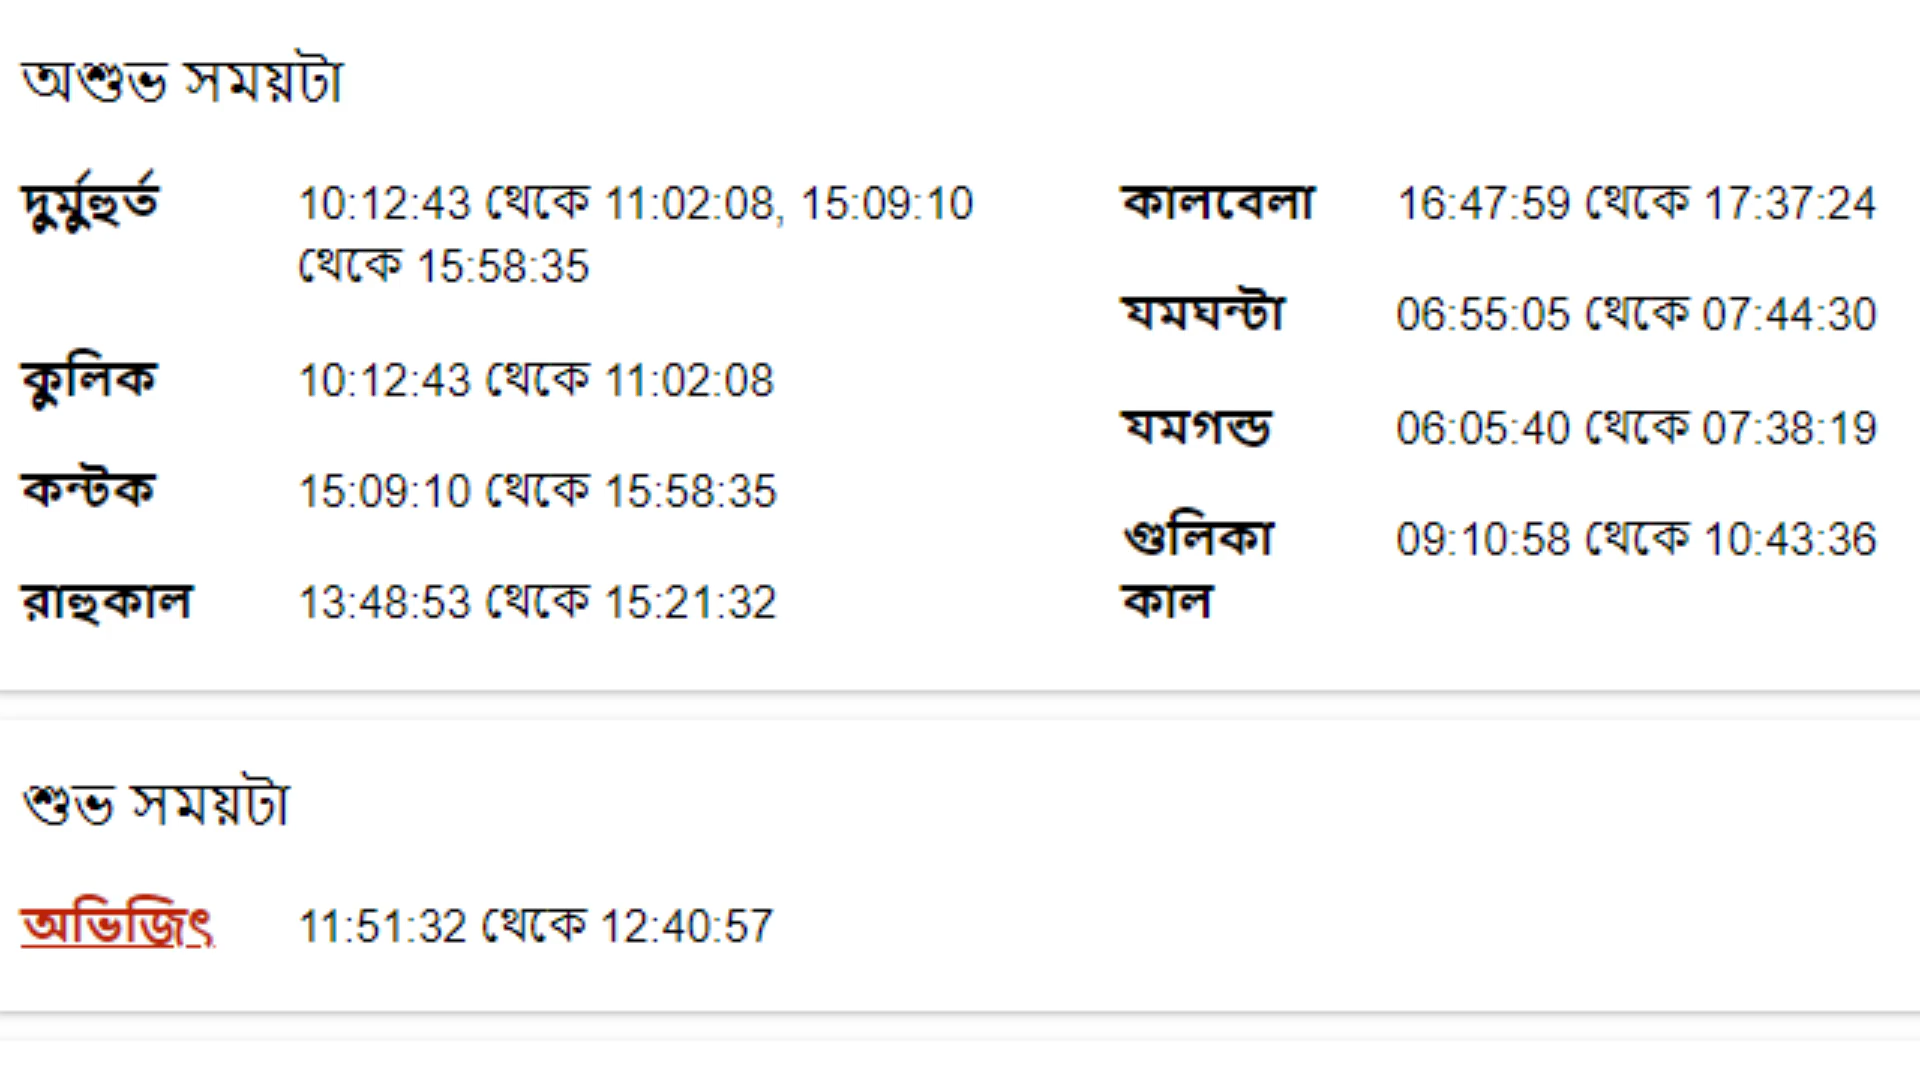 অশুভ সময়টা
দুর্মুহুর্ত 10:12:43 থেকে 11:02:08, 15:09:10
থেকে 15:58:35
কুলিক 10:12:43 থেকে 11:02:08
কন্টক 15:09:10 থেকে 15:58:35
রাহুকাল 13:48:53 থেকে 15:21:32
কালবেলা 16:47:59 থেকে 17:37:24
যমঘন্টা 06:55:05 থেকে 07:44:30
যমগন্ড 06:05:40 থেকে 07:38:19
গুলিকা 09:10:58 থেকে 10:43:36
কাল
শুভ সময়টা
অভিজিৎ 11:51:32 থেকে 12:40:57